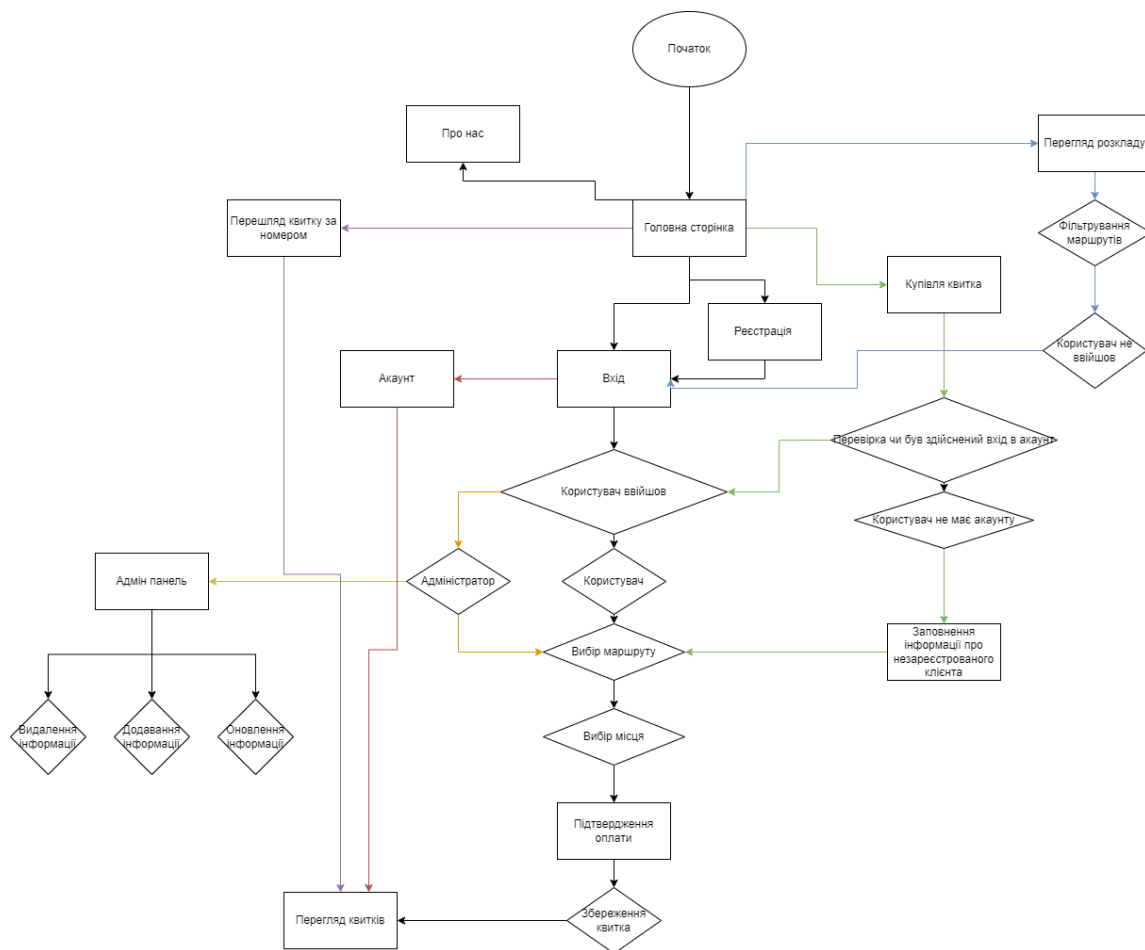 Початок
Про нас
Перегляд розкладу
Перешляд квитку за
номером
Головна сторінка
Фільтрування
маршрутів
Купівля квитка
Реєстрація
Користувач не
ввійшов
Акаунт
Вхід
Перевірка чи був здійснений вхід в акаунт
Користувач ввійшов
Користувач не має акаунту
Адмін панель
Адміністратор
Користувач
Вибір маршруту
Заповнення
інформації про
незареєстрованого
клієнта
Видалення
інформації
Додавання
інформації
Оновлення
інформації
Вибір місця
Підтвердження
оплати
Перегляд квитків
Збереження
квитка